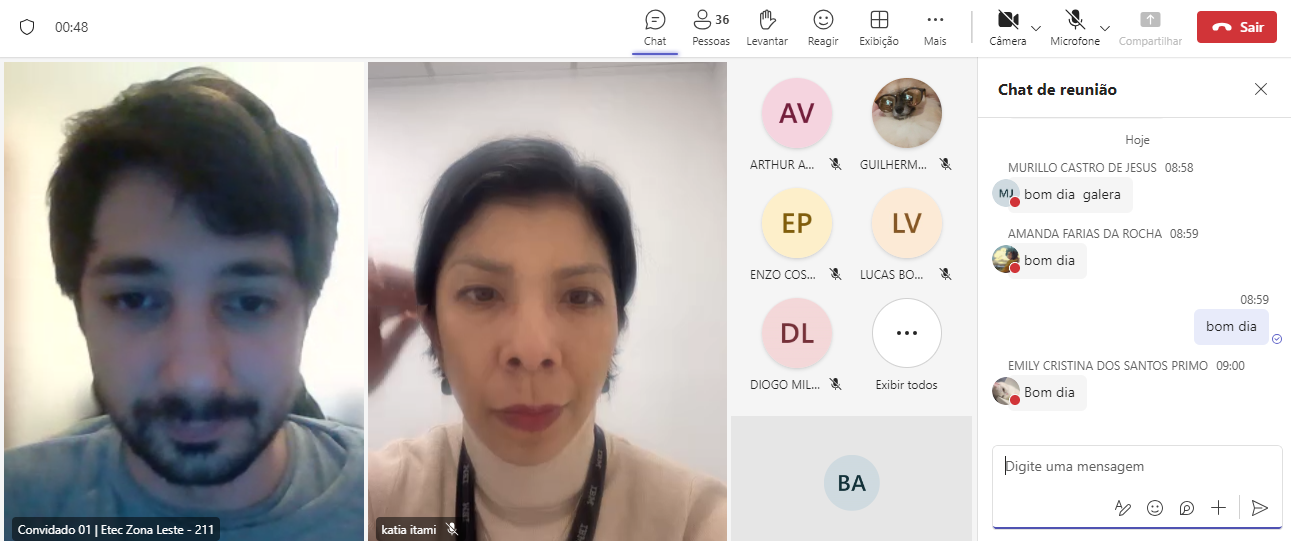 00:48
Chat
36
Pessoas
Levantar
Reagir
Exibição
Mais
Câmera
Microfone
Compartilhar
Sair
Convidado 01 | Etec Zona Leste - 211
katia itami
IBM
AV
ARTHUR A...
GUILHERM...
EP
ENZO COS...
LV
LUCAS BO...
DL
DIOGO MIL...
Exibir todos
BA
Chat de reunião
Hoje
MURILLO CASTRO DE JESUS 08:58
MJ
bom dia galera
AMANDA FARIAS DA ROCHA 08:59
bom dia
08:59
bom dia
EMILY CRISTINA DOS SANTOS PRIMO 09:00
Bom dia
Digite uma mensagem